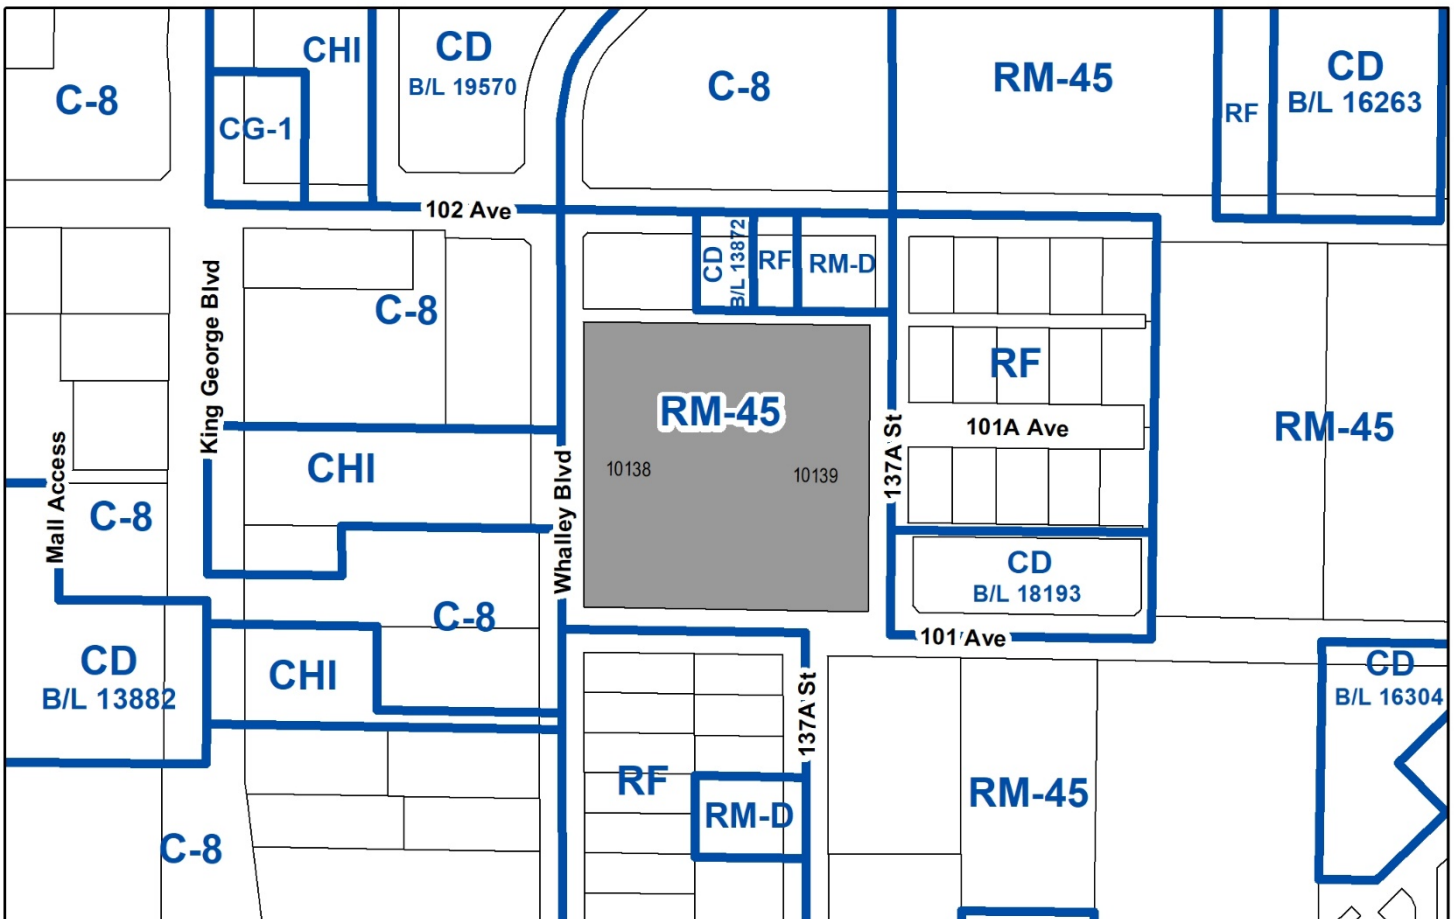 CHI
CD
B/L 19570
C-8
C-8
RM-45
CD
B/L 16263
RF
CG-1
102 Ave
CD
B/L 13872
RF
RM-D
King George Blvd
C-8
RF
RM-45
101A Ave
RM-45
137A St
CHI
10138
10139
Mall Access
C-8
Whalley Blvd
CD
B/L 18193
C-8
101 Ave
CD
B/L 13882
CHI
CD
B/L 16304
137A St
RF
RM-D
RM-45
C-8